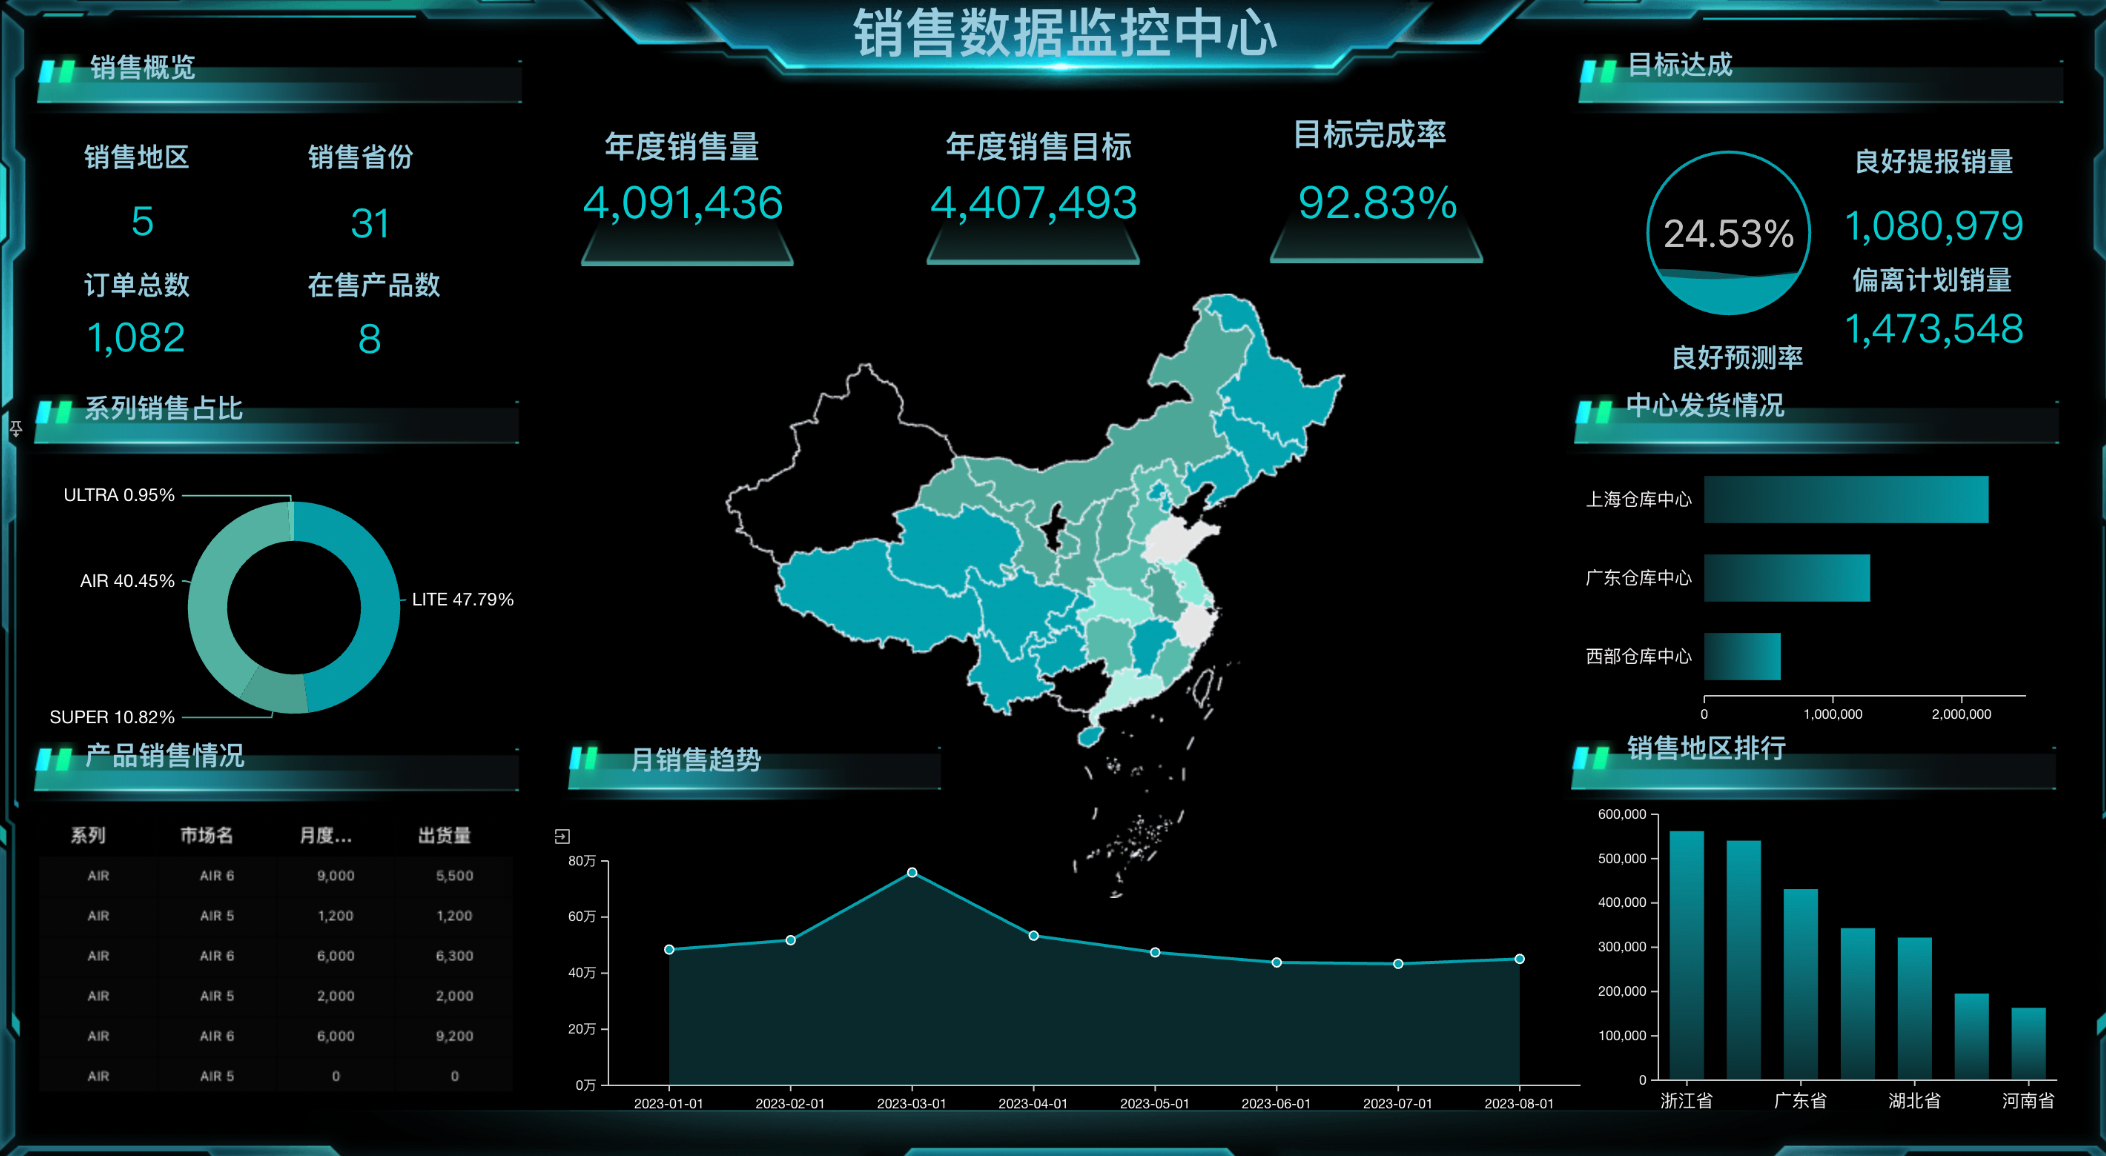 销售数据监控中心
销售概览
销售地区
销售省份
5
31
订单总数
在售产品数
1,082
8
系列销售占比
ULTRA 0.95%
AIR 40.45%
LITE 47.79%
SUPER 10.82%
产品销售情况
系列 市场名 月度... 出货量
AIR AIR 6 9,000 5,500
AIR AIR 5 1,200 1,200
AIR AIR 6 6,000 6,300
AIR AIR 5 2,000 2,000
AIR AIR 6 6,000 9,200
AIR AIR 5 0 0
年度销售量
4,091,436
年度销售目标
4,407,493
目标完成率
92.83%
月销售趋势
80万
60万
40万
20万
0万
2023-01-01 2023-02-01 2023-03-01 2023-04-01 2023-05-01 2023-06-01 2023-07-01 2023-08-01
目标达成
24.53%
良好预测率
良好提报销量
1,080,979
偏离计划销量
1,473,548
中心发货情况
上海仓库中心
广东仓库中心
西部仓库中心
0 1,000,000 2,000,000
销售地区排行
600,000
500,000
400,000
300,000
200,000
100,000
0
浙江省 广东省 湖北省 河南省